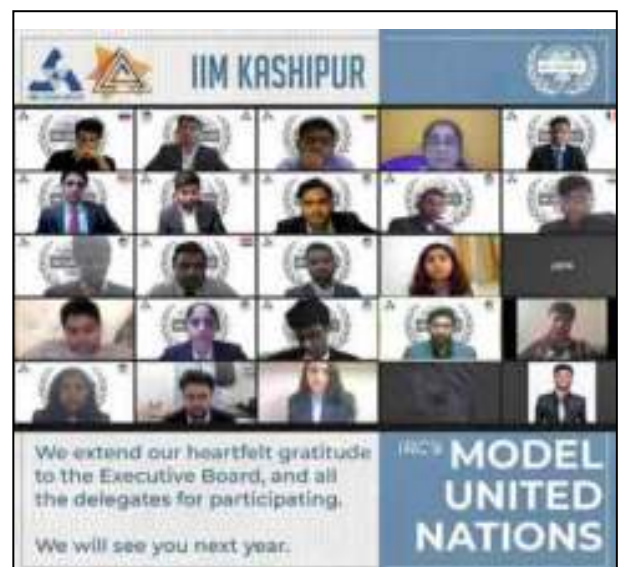 IIM KASHIPUR
We extend our heartfelt gratitude
to the Executive Board, and all
the delegates for participating.
We will see you next year.
IRC's MODEL
UNITED
NATIONS